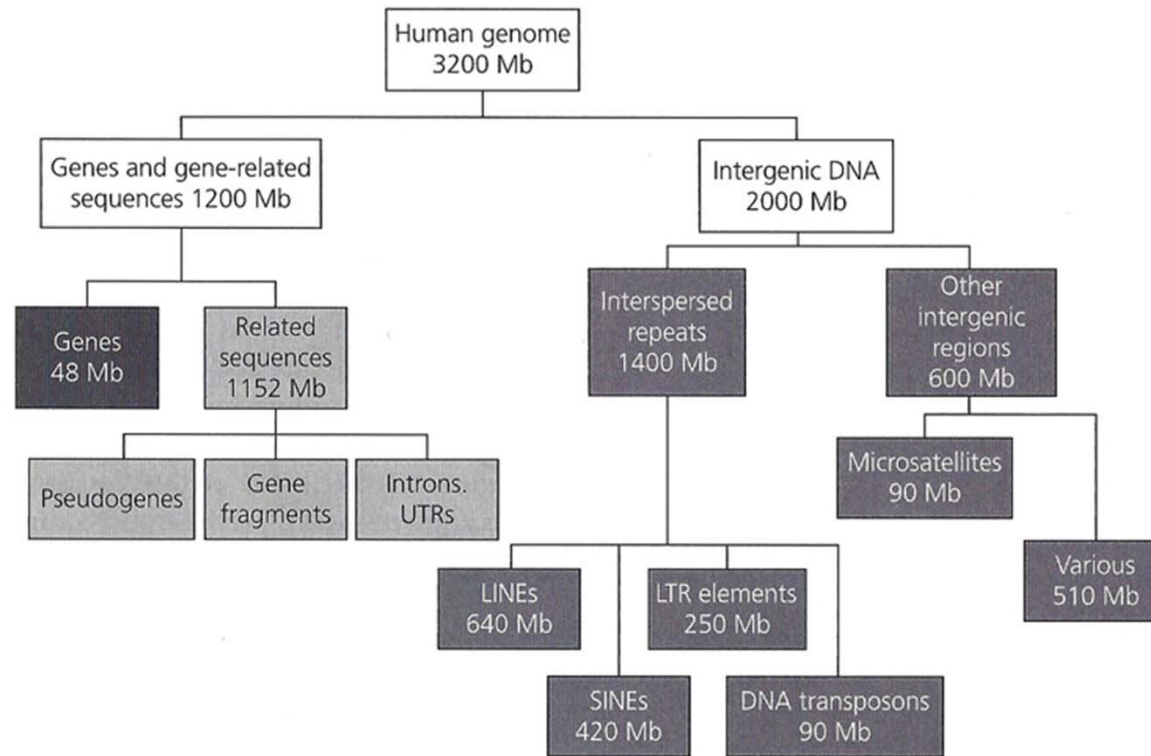 Human genome
3200 Mb
Genes and gene-related
sequences 1200 Mb
Intergenic DNA
2000 Mb
Genes
48 Mb
Related
sequences
1152 Mb
Interspersed
repeats
1400 Mb
Other
intergenic
regions
600 Mb
Pseudogenes
Gene
fragments
Introns.
UTRs
Microsatellites
90 Mb
LINEs
640 Mb
LTR elements
250 Mb
Various
510 Mb
SINEs
420 Mb
DNA transposons
90 Mb